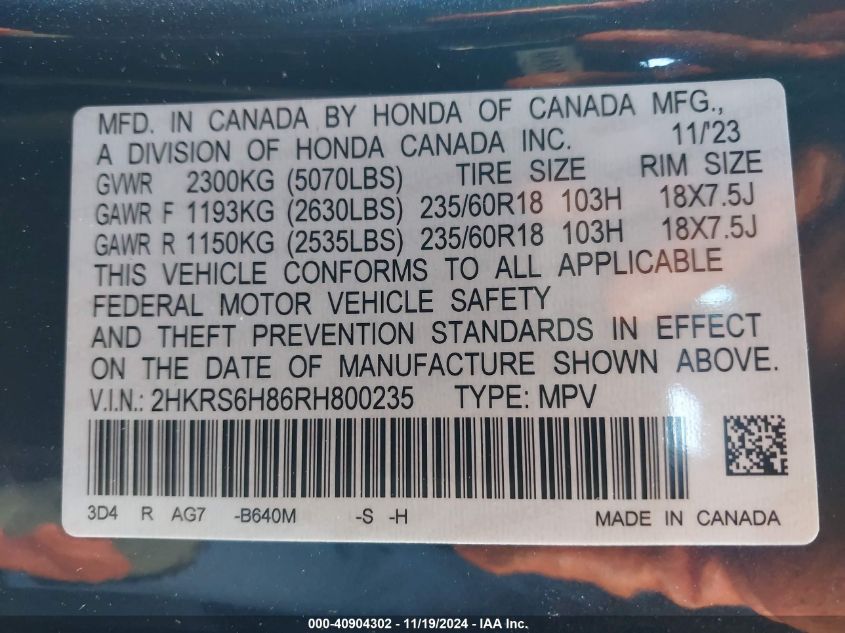 MFD. IN CANADA BY HONDA OF CANADA MFG.,
A DIVISION OF HONDA CANADA INC. 11/'23
GVWR 2300KG (5070LBS) TIRE SIZE RIM SIZE
GAWR F 1193KG (2630LBS) 235/60R18 103H 18X7.5J
GAWR R 1150KG (2535LBS) 235/60R18 103H 18X7.5J
THIS VEHICLE CONFORMS TO ALL APPLICABLE
FEDERAL MOTOR VEHICLE SAFETY
AND THEFT PREVENTION STANDARDS IN EFFECT
ON THE DATE OF MANUFACTURE SHOWN ABOVE.
V.I.N.: 2HKRS6H86RH800235 TYPE: MPV
3D4 R AG7 -B640M -S -H MADE IN CANADA
000-40904302 - 11/19/2024 - IAA Inc.